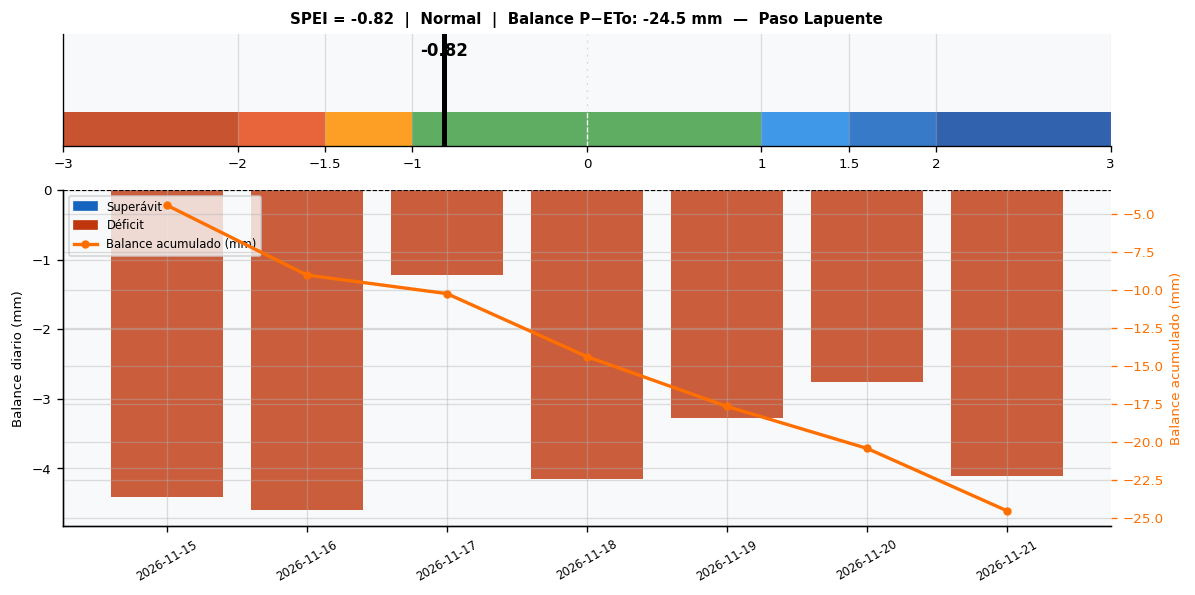 SPEI = -0.82  |  Normal  |  Balance P−ETo: -24.5 mm  —  Paso Lapuente
-0.82
−3 −2 −1.5 −1 0 1 1.5 2 3
Superávit
Déficit
Balance acumulado (mm)
Balance diario (mm)
0
−1
−2
−3
−4
−5.0
−7.5
−10.0
−12.5
−15.0
−17.5
−20.0
−22.5
−25.0
Balance acumulado (mm)
2026-11-15 2026-11-16 2026-11-17 2026-11-18 2026-11-19 2026-11-20 2026-11-21